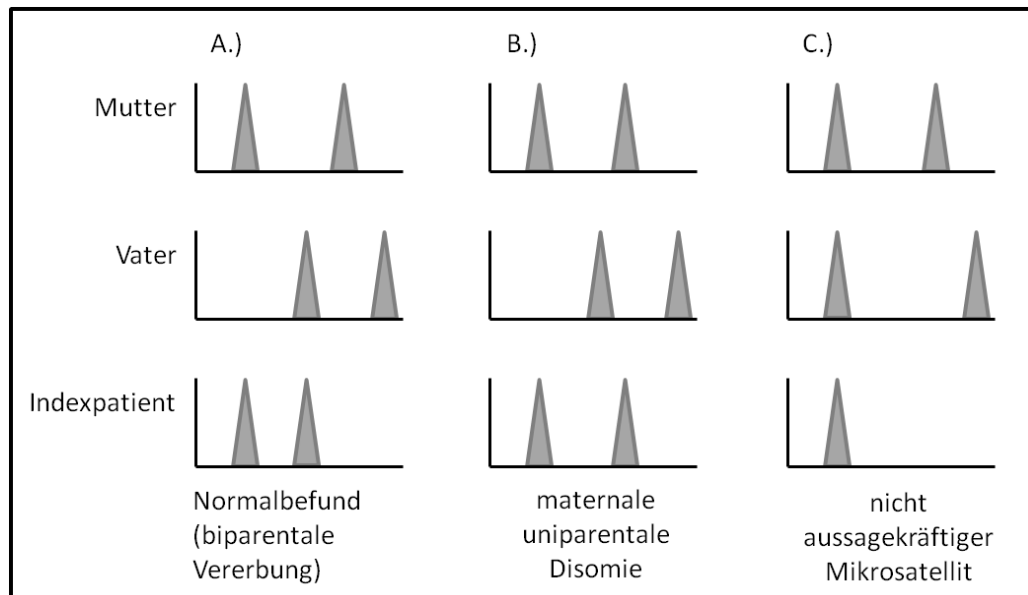 A.)
B.)
C.)
Mutter
Vater
Indexpatient
Normalbefund
(biparentale
Vererbung)
maternale
uniparentale
Disomie
nicht
aussagekräftiger
Mikrosatellit